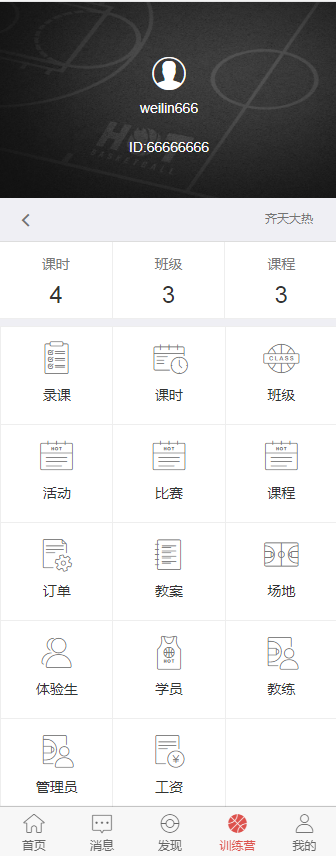 HOT
BASKETBALL
weilin666
ID:66666666
齐天大热
课时 班级 课程
4 3 3
CLASS
录课 课时 班级
HOT HOT HOT
活动 比赛 课程
订单 教案 场地
HOT
体验生 学员 教练
管理员 工资
首页 消息 发现 训练营 我的